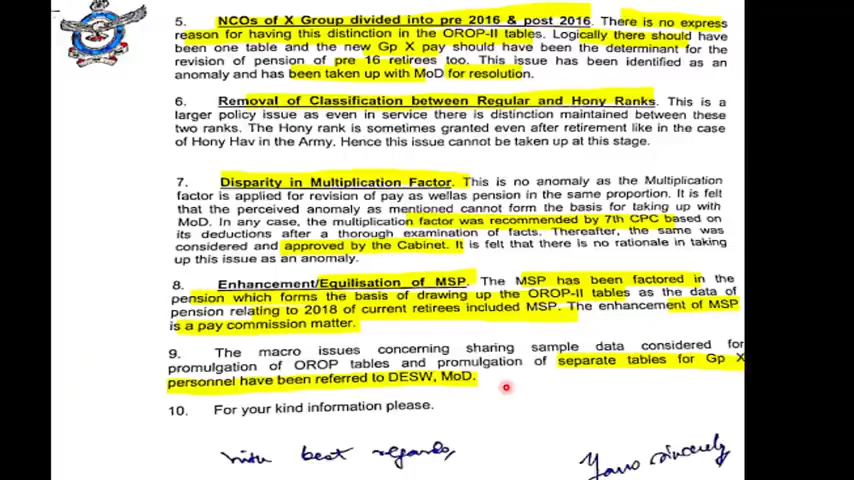 5. NCOs of X Group divided into pre 2016 & post 2016. There is no express
reason for having this distinction in the OROP-II tables. Logically there should have
been one table and the new Gp X pay should have been the determinant for the
revision of pension of pre 16 retirees too. This issue has been identified as an
anomaly and has been taken up with MoD for resolution.
6. Removal of Classification between Regular and Hony Ranks. This is a
larger policy issue as even in service there is distinction maintained between these
two ranks. The Hony rank is sometimes granted even after retirement like in the case
of Hony Hav in the Army. Hence this issue cannot be taken up at this stage.
7. Disparity in Multiplication Factor. This is no anomaly as the Multiplication
factor is applied for revision of pay as wellas pension in the same proportion. It is felt
that the perceived anomaly as mentioned cannot form the basis for taking up with
MoD. In any case, the multiplication factor was recommended by 7th CPC based on
its deductions after a thorough examination of facts. Thereafter, the same was
considered and approved by the Cabinet. It is felt that there is no rationale in taking
up this issue as an anomaly.
8. Enhancement/Equilisation of MSP. The MSP has been factored in the
pension which forms the basis of drawing up the OROP-II tables as the data of
pension relating to 2018 of current retirees included MSP. The enhancement of MSP
is a pay commission matter.
9. The macro issues concerning sharing sample data considered for
promulgation of OROP tables and promulgation of separate tables for Gp X
personnel have been referred to DESW, MoD.
10. For your kind information please.
with best regards,
Yours sincerely